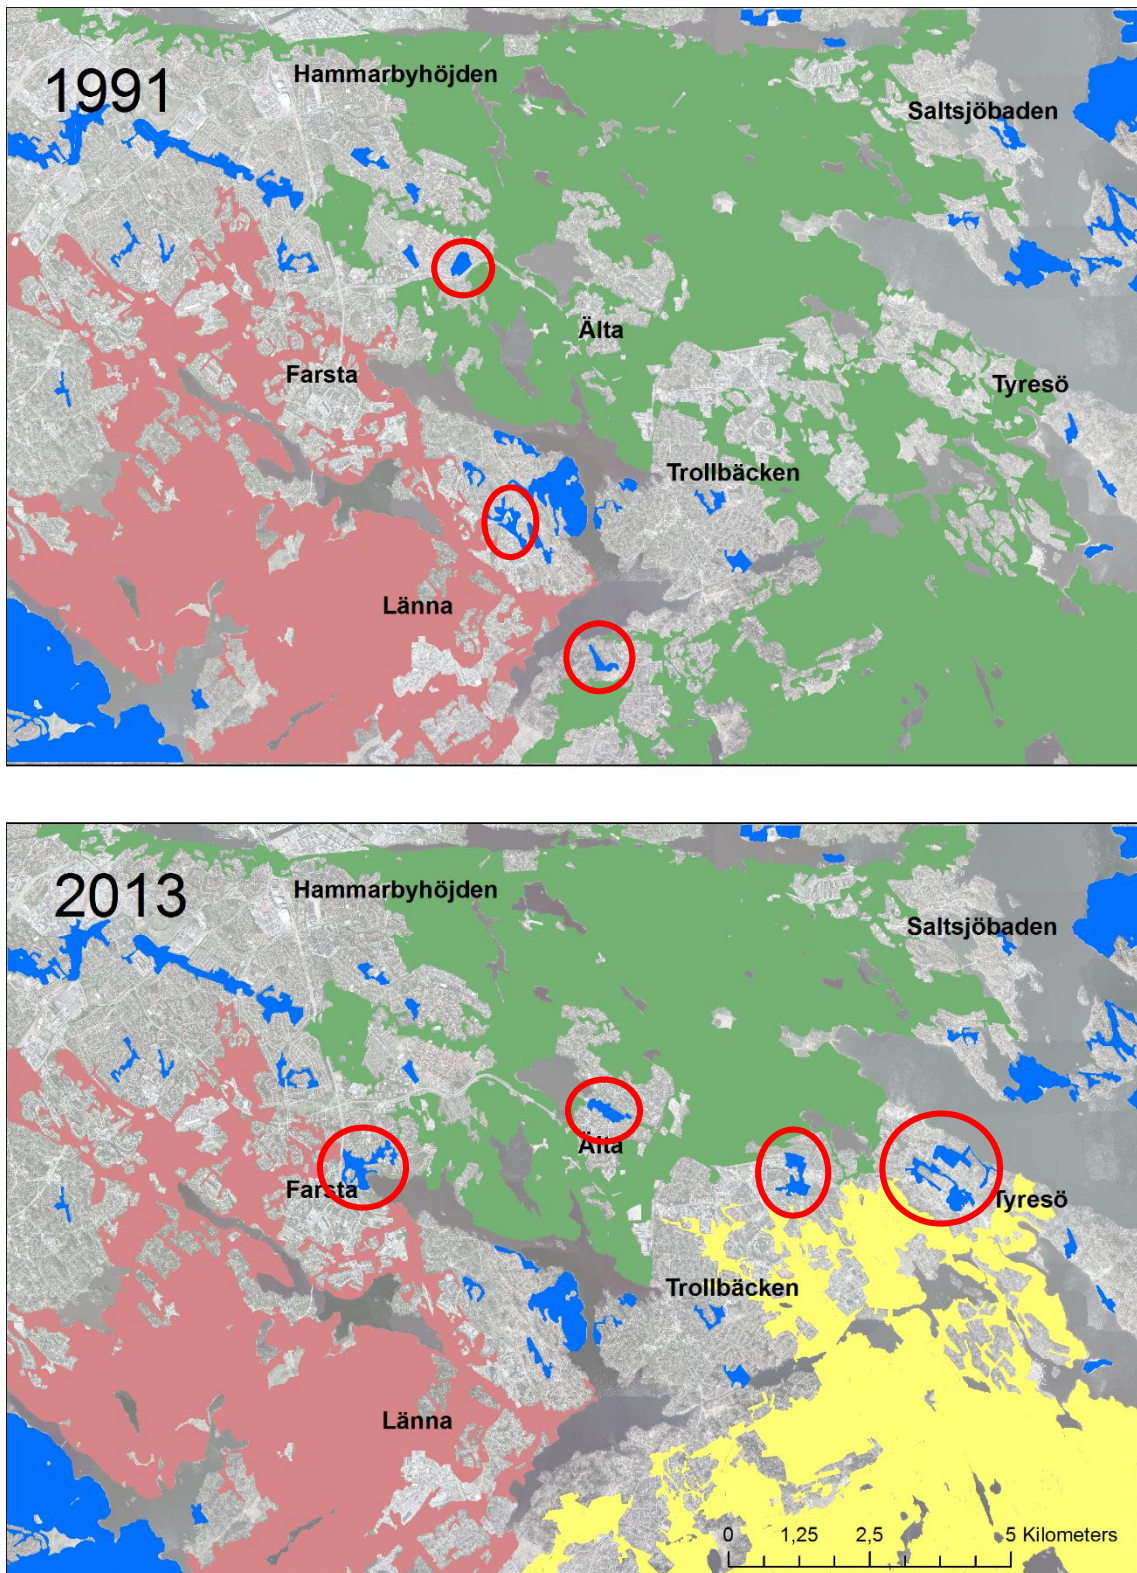 1991
Hammarbyhöjden
Saltsjöbaden
Älta
Farsta
Tyresö
Trollbäcken
Länna
2013
Hammarbyhöjden
Saltsjöbaden
Älta
Farsta
Tyresö
Trollbäcken
Länna
0 1,25 2,5 5 Kilometers